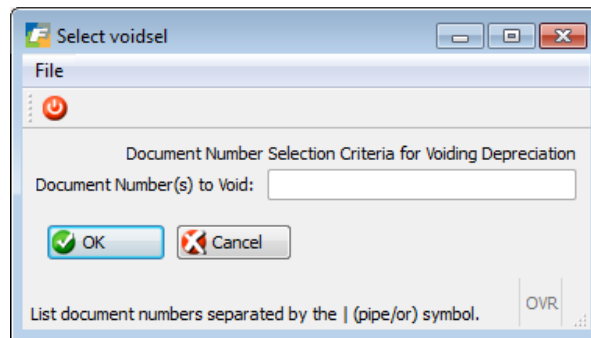 Select voidsel
File
Document Number Selection Criteria for Voiding Depreciation
Document Number(s) to Void:
OK Cancel
List document numbers separated by the | (pipe/or) symbol. OVR